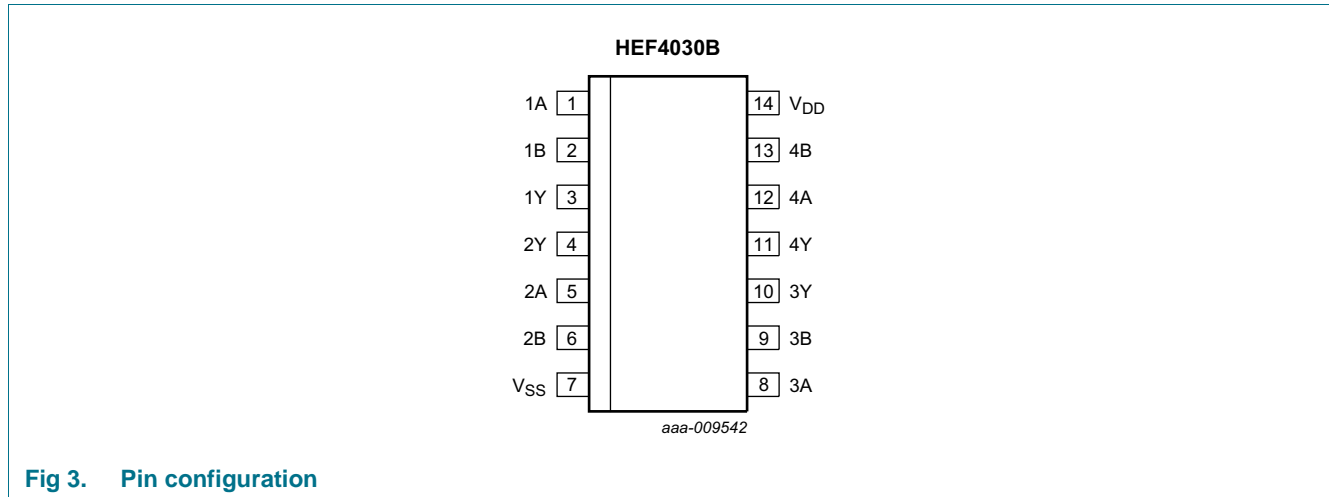 HEF4030B
1A 1 14 VDD
1B 2 13 4B
1Y 3 12 4A
2Y 4 11 4Y
2A 5 10 3Y
2B 6 9 3B
VSS 7 8 3A
aaa-009542
Fig 3. Pin configuration